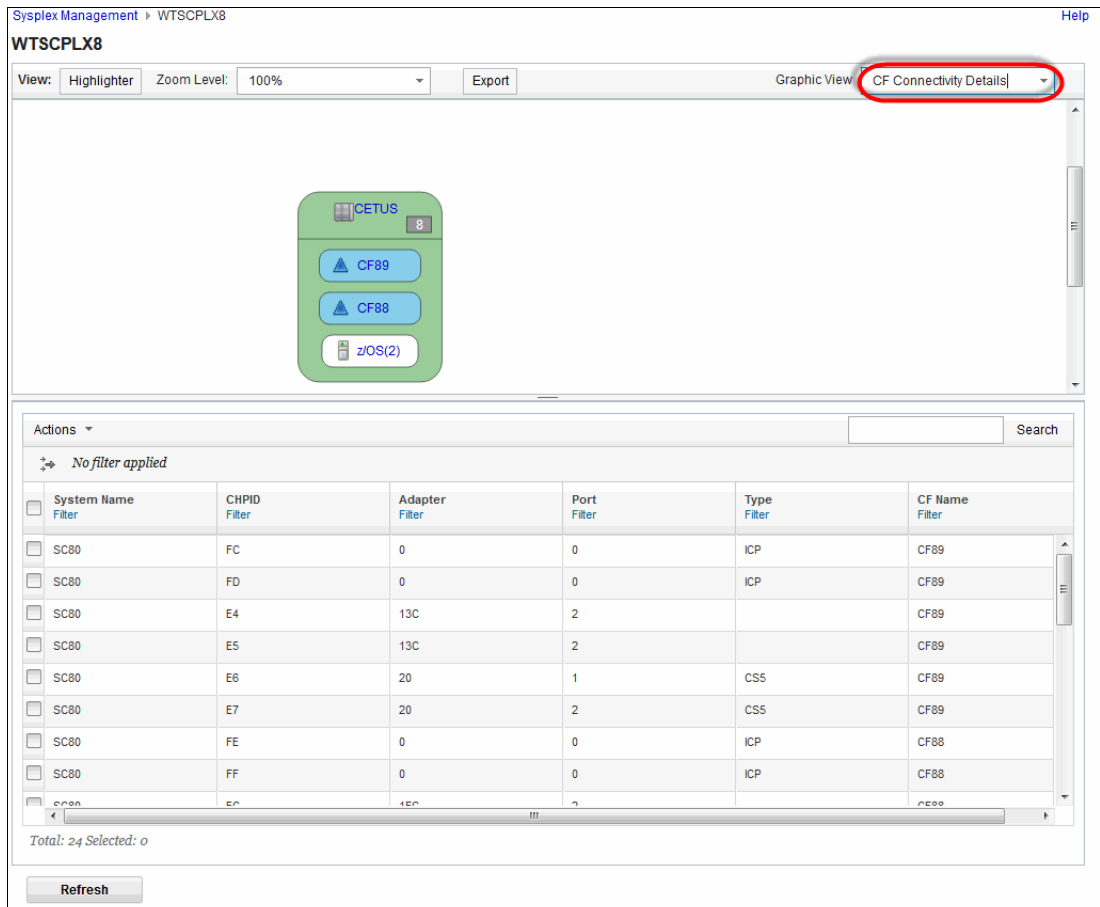 Sysplex Management ▸ WTSCPLX8 Help
WTSCPLX8
View: Highlighter Zoom Level: 100% Export Graphic View CF Connectivity Details
CETUS
8
CF89
CF88
z/OS(2)
Actions Search
No filter applied
System Name CHPID Adapter Port Type CF Name
Filter Filter Filter Filter Filter Filter
SC80 FC 0 0 ICP CF89
SC80 FD 0 0 ICP CF89
SC80 E4 13C 2 CF89
SC80 E5 13C 2 CF89
SC80 E6 20 1 CS5 CF89
SC80 E7 20 2 CS5 CF89
SC80 FE 0 0 ICP CF88
SC80 FF 0 0 ICP CF88
Total: 24 Selected: 0
Refresh